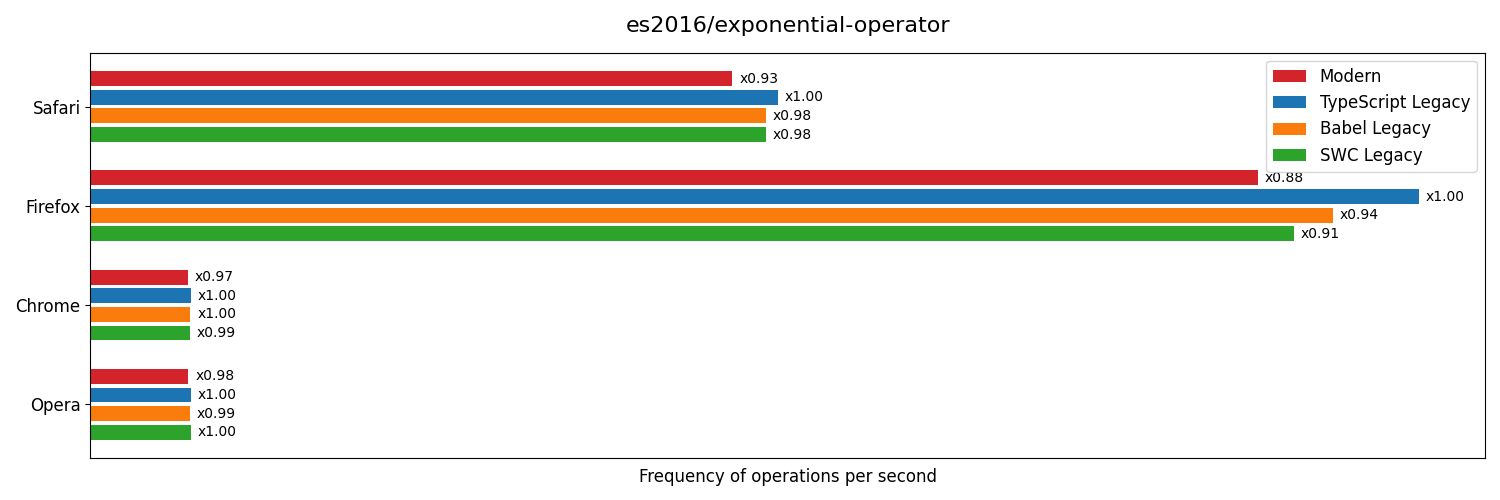 es2016/exponential-operator
Modern
TypeScript Legacy
Babel Legacy
SWC Legacy
Safari
x0.93
x1.00
x0.98
x0.98
Firefox
x0.88
x1.00
x0.94
x0.91
Chrome
x0.97
x1.00
x1.00
x0.99
Opera
x0.98
x1.00
x0.99
x1.00
Frequency of operations per second